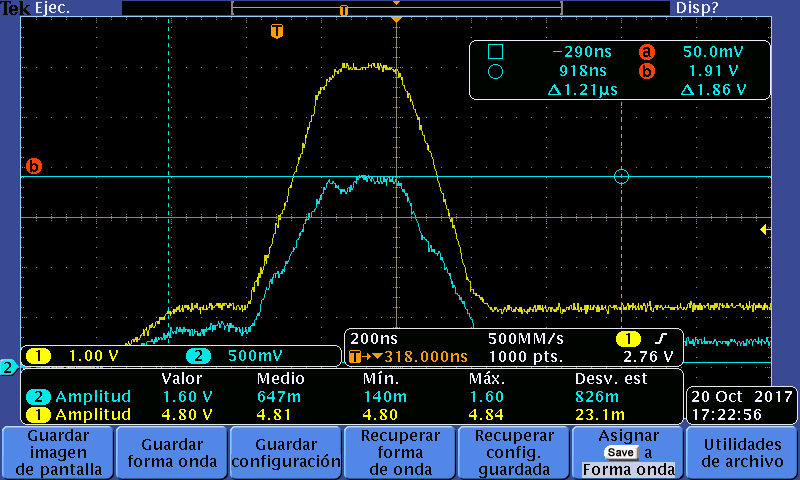 Tek Ejec. Disp?
T T
−290ns a 50.0mV
918ns b 1.91 V
Δ1.21µs Δ1.86 V
b
1 1.00 V 2 500mV
200ns 500MM/s 1
T→▼318.000ns 1000 pts. 2.76 V
2
Valor Medio Mín. Máx. Desv. est
2 Amplitud 1.60 V 647m 140m 1.60 826m
1 Amplitud 4.80 V 4.81 4.80 4.84 23.1m
20 Oct 2017
17:22:56
Guardar imagen de pantalla
Guardar forma onda
Guardar configuración
Recuperar forma de onda
Recuperar config. guardada
Asignar Save a Forma onda
Utilidades de archivo